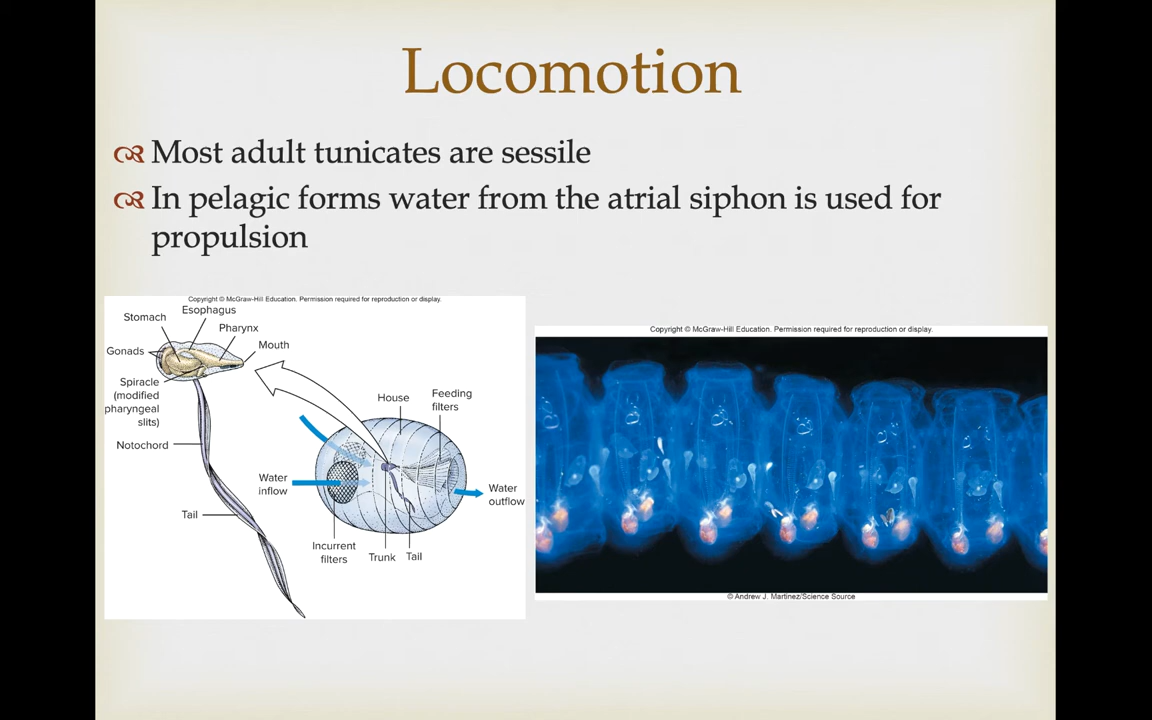 Locomotion
Most adult tunicates are sessile
In pelagic forms water from the atrial siphon is used for
propulsion
Copyright © McGraw-Hill Education. Permission required for reproduction or display.
Esophagus
Stomach
Pharynx
Gonads
Mouth
Spiracle
(modified
pharyngeal
slits)
Notochord
Tail
House
Feeding
filters
Water
inflow
Water
outflow
Incurrent
filters
Trunk
Tail
Copyright © McGraw-Hill Education. Permission required for reproduction or display.
© Andrew J. Martinez/Science Source